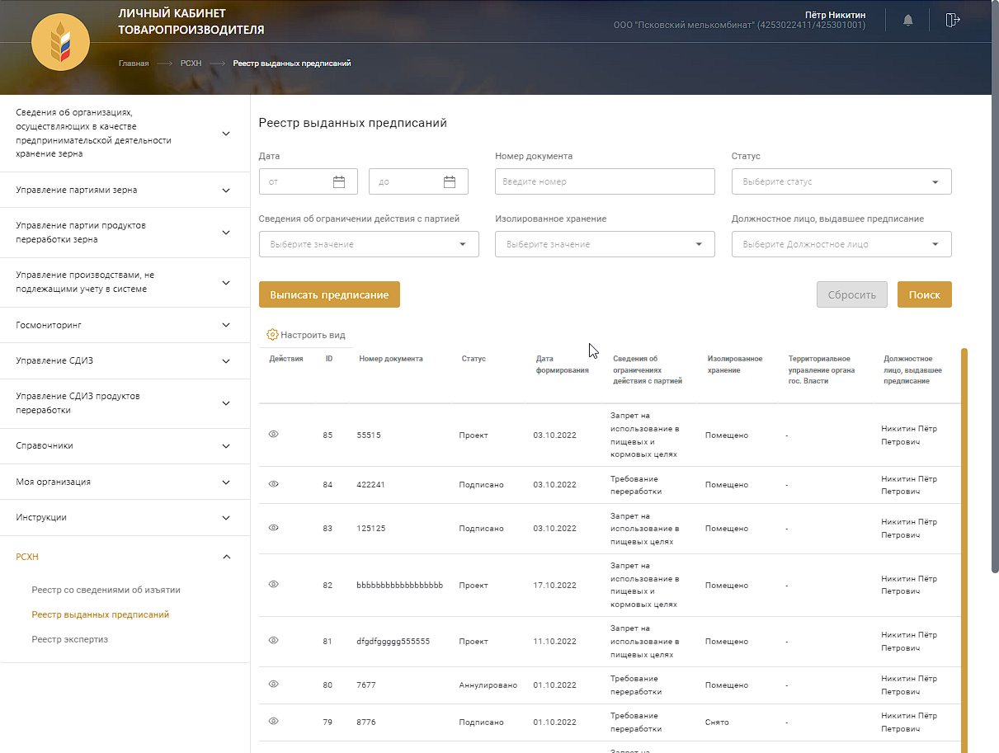 ЛИЧНЫЙ КАБИНЕТ
ТОВАРОПРОИЗВОДИТЕЛЯ
Пётр Никитин
ООО "Псковский мелькомбинат" (4253022411/425301001)
Главная
РСХН
Реестр выданных предписаний
Сведения об организациях,
осуществляющих в качестве
предпринимательской деятельности
хранение зерна
Управление партиями зерна
Управление партии продуктов
переработки зерна
Управление производствами, не
подлежащими учету в системе
Госмониторинг
Управление СДИЗ
Управление СДИЗ продуктов
переработки
Справочники
Моя организация
Инструкции
РСХН
Реестр со сведениями об изъятии
Реестр выданных предписаний
Реестр экспертиз
Реестр выданных предписаний
Дата
Номер документа
Статус
от
до
Введите номер
Выберите статус
Сведения об ограничении действия с партией
Изолированное хранение
Должностное лицо, выдавшее предписание
Выберите значение
Выберите значение
Выберите Должностное лицо
Выписать предписание
Сбросить
Поиск
Настроить вид
Действия
ID
Номер документа
Статус
Дата
формирования
Сведения об
ограничениях
действия с партией
Изолированное
хранение
Территориальное
управление органа
гос. Власти
Должностное
лицо, выдавшее
предписание
85
55515
Проект
03.10.2022
Запрет на
использование в
пищевых и
кормовых целях
Помещено
-
Никитин Пётр
Петрович
84
422241
Подписано
03.10.2022
Требование
переработки
Помещено
-
Никитин Пётр
Петрович
83
125125
Подписано
03.10.2022
Запрет на
использование в
пищевых целях
Помещено
-
Никитин Пётр
Петрович
82
bbbbbbbbbbbbbbbbbb
Проект
17.10.2022
Запрет на
использование в
пищевых и
кормовых целях
Помещено
-
Никитин Пётр
Петрович
81
dfgdfggggg555555
Проект
11.10.2022
Запрет на
использование в
пищевых целях
Помещено
-
Никитин Пётр
Петрович
80
7677
Аннулировано
01.10.2022
Требование
переработки
Помещено
-
Никитин Пётр
Петрович
79
8776
Подписано
01.10.2022
Требование
переработки
Снято
-
Никитин Пётр
Петрович
Запрет на